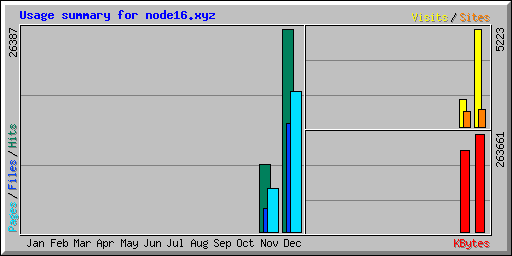 Usage summary for node16.xyz
Visits / Sites
26387
5223
Pages / Files / Hits
263661
Jan Feb Mar Apr May Jun Jul Aug Sep Oct Nov Dec
KBytes